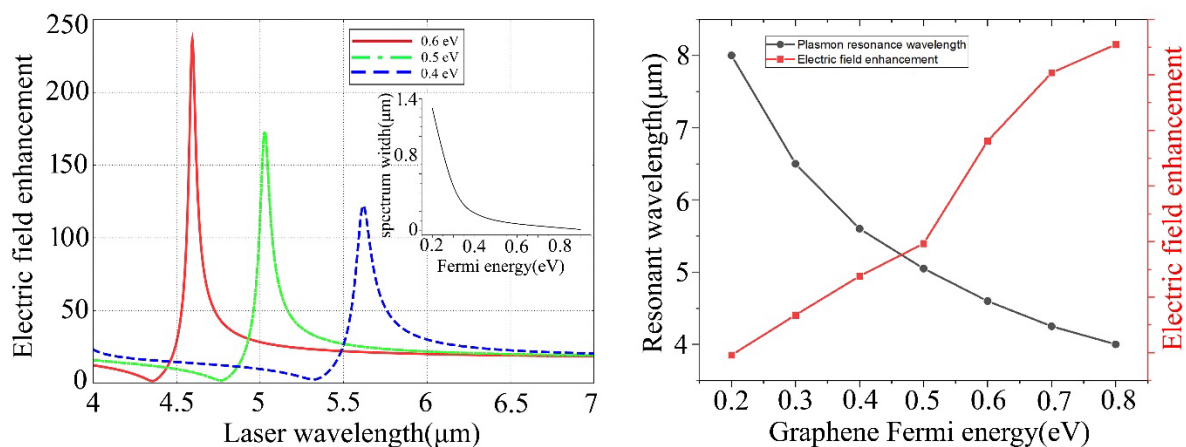 Electric field enhancement
250
200
150
100
50
0
4
4.5
5
5.5
6
6.5
7
Laser wavelength(μm)
0.6 eV
0.5 eV
0.4 eV
spectrum witdh(μm)
1.4
0.8
0
0.2
0.4
0.6
0.8
Fermi energy(eV)
Resonant wavelength(μm)
8
7
6
5
4
Plasmon resonance wavelength
Electric field enhancement
0.2
0.3
0.4
0.5
0.6
0.7
0.8
Graphene Fermi energy(eV)
Electric field enhancement